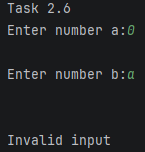 Task 2.6
Enter number a:0
Enter number b:a
Invalid input